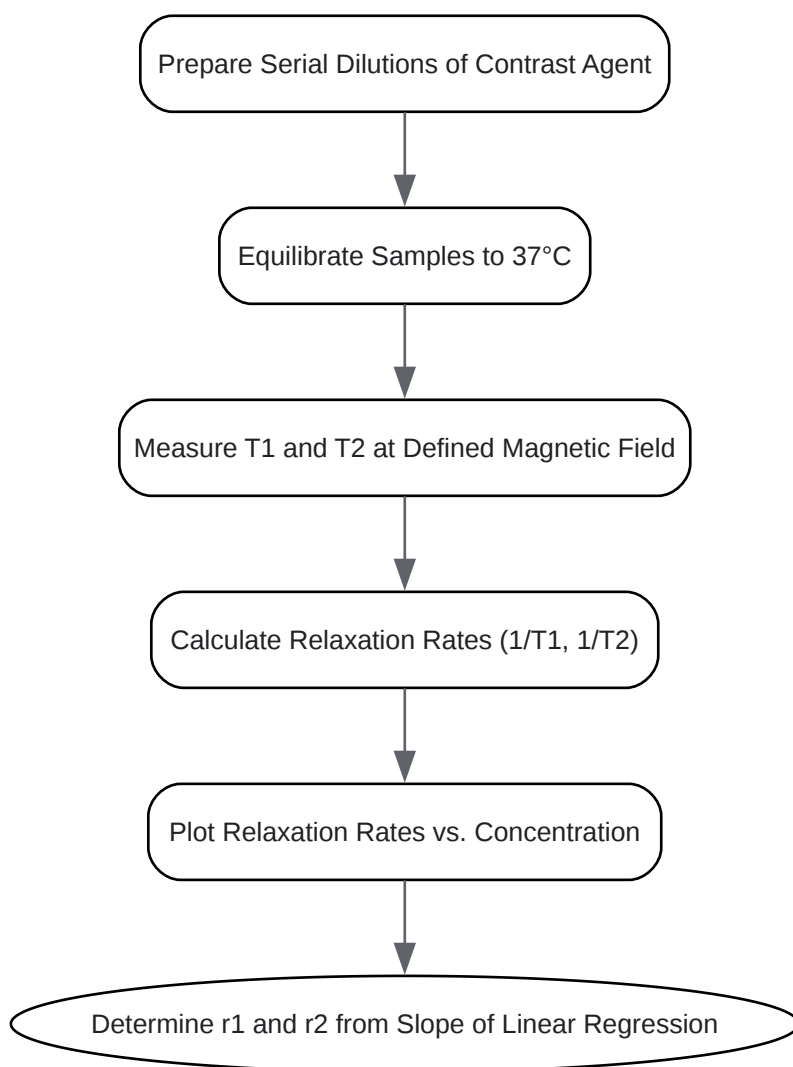 Prepare Serial Dilutions of Contrast Agent
Equilibrate Samples to 37°C
Measure T1 and T2 at Defined Magnetic Field
Calculate Relaxation Rates (1/T1, 1/T2)
Plot Relaxation Rates vs. Concentration
Determine r1 and r2 from Slope of Linear Regression